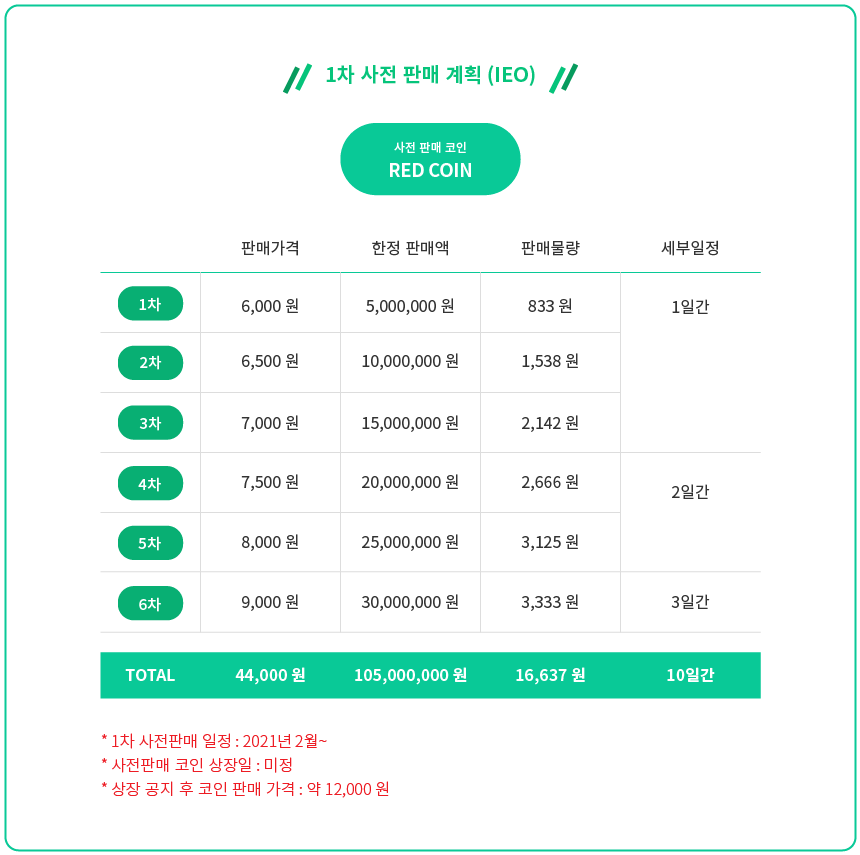 1차 사전 판매 계획 (IEO)
사전 판매 코인
RED COIN
판매가격 한정 판매액 판매물량 세부일정
1차 6,000 원 5,000,000 원 833 원 1일간
2차 6,500 원 10,000,000 원 1,538 원
3차 7,000 원 15,000,000 원 2,142 원
4차 7,500 원 20,000,000 원 2,666 원 2일간
5차 8,000 원 25,000,000 원 3,125 원
6차 9,000 원 30,000,000 원 3,333 원 3일간
TOTAL 44,000 원 105,000,000 원 16,637 원 10일간
* 1차 사전판매 일정 : 2021년 2월~
* 사전판매 코인 상장일 : 미정
* 상장 공지 후 코인 판매 가격 : 약 12,000 원